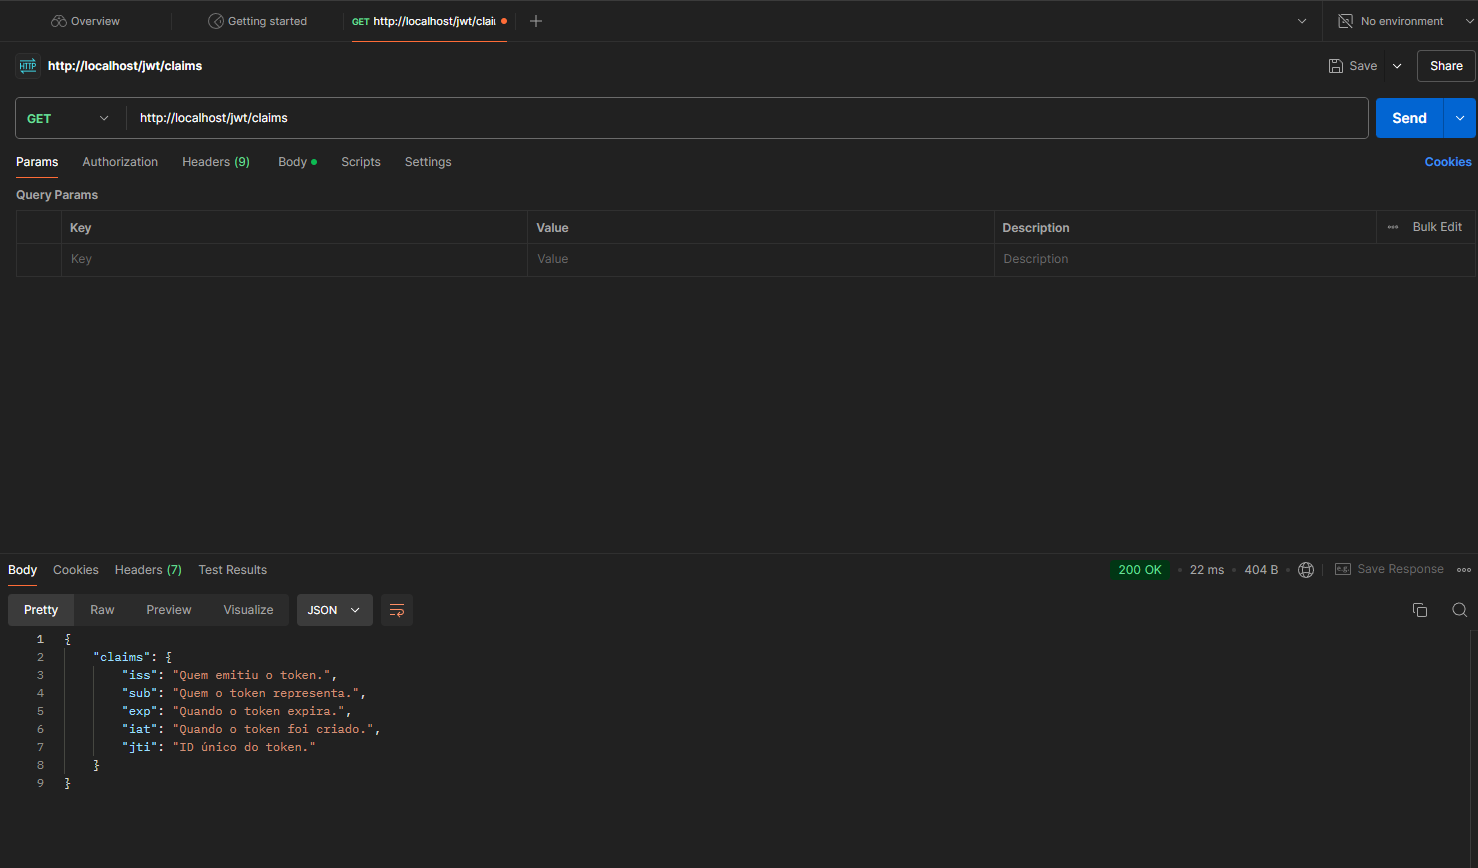 Overview
Getting started
GET http://localhost/jwt/clai
No environment
HTTP http://localhost/jwt/claims
Save
Share
GET
http://localhost/jwt/claims
Send
Params
Authorization
Headers (9)
Body
Scripts
Settings
Cookies
Query Params
Key
Value
Description
Bulk Edit
Key
Value
Description
Body
Cookies
Headers (7)
Test Results
200 OK
22 ms
404 B
e.g. Save Response
Pretty
Raw
Preview
Visualize
JSON
1 {
2 "claims": {
3 "iss": "Quem emitiu o token.",
4 "sub": "Quem o token representa.",
5 "exp": "Quando o token expira.",
6 "iat": "Quando o token foi criado.",
7 "jti": "ID único do token."
8 }
9 }